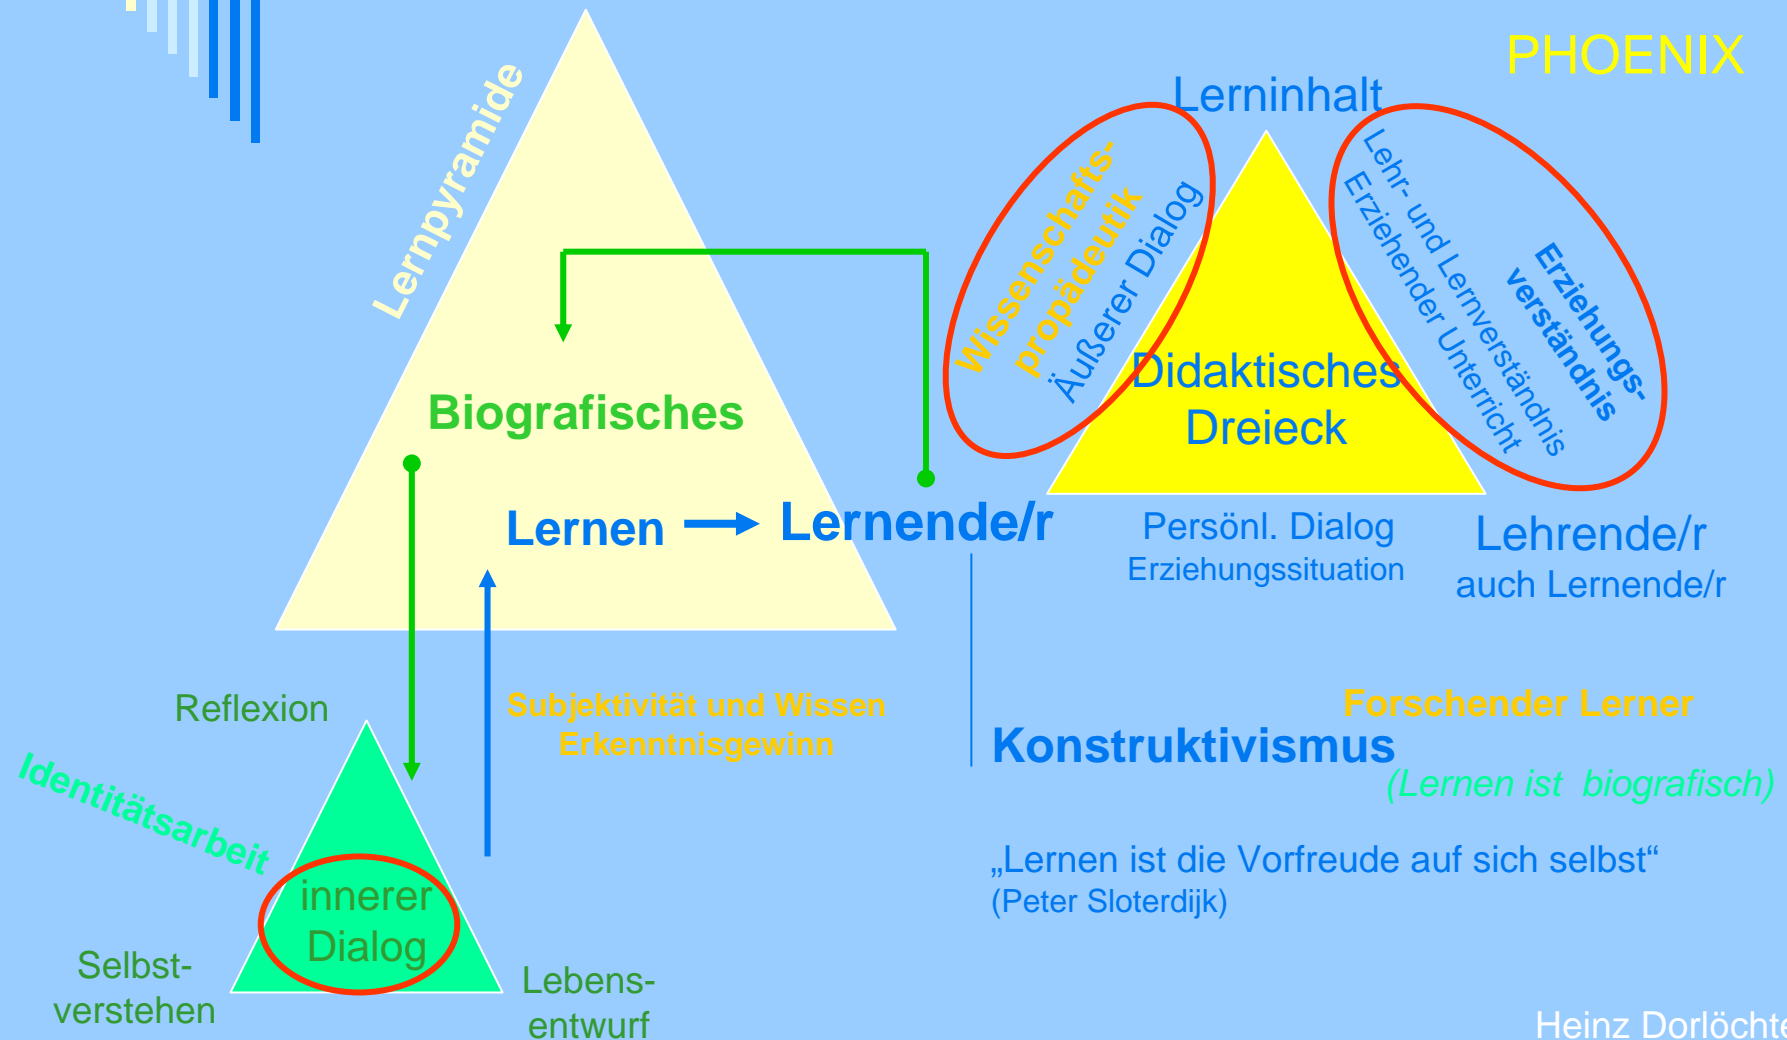 PHOENIX
Lernpyramide
Lerninhalt
Wissenschafts-
propädeutik
Äußerer Dialog
Lehr- und Lernverständnis
Erziehender Unterricht
Erziehungs-
verständnis
Didaktisches
Dreieck
Biografisches
Lernen
Lernende/r
Persönl. Dialog
Erziehungssituation
Lehrende/r
auch Lernende/r
Reflexion
Subjektivität und Wissen
Erkenntnisgewinn
Forschender Lerner
Konstruktivismus
(Lernen ist biografisch)
Identitätsarbeit
innerer
Dialog
„Lernen ist die Vorfreude auf sich selbst“
(Peter Sloterdijk)
Selbst-
verstehen
Lebens-
entwurf
Heinz Dorlöchte